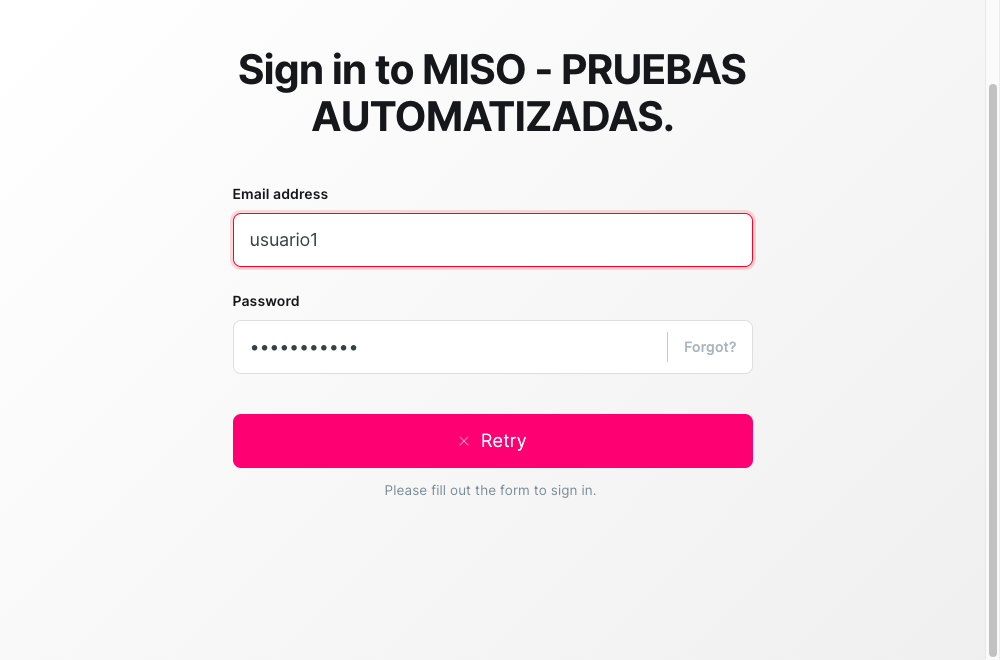 Sign in to MISO - PRUEBAS
AUTOMATIZADAS.
Email address
usuario1
Password
•••••••••••
Forgot?
× Retry
Please fill out the form to sign in.